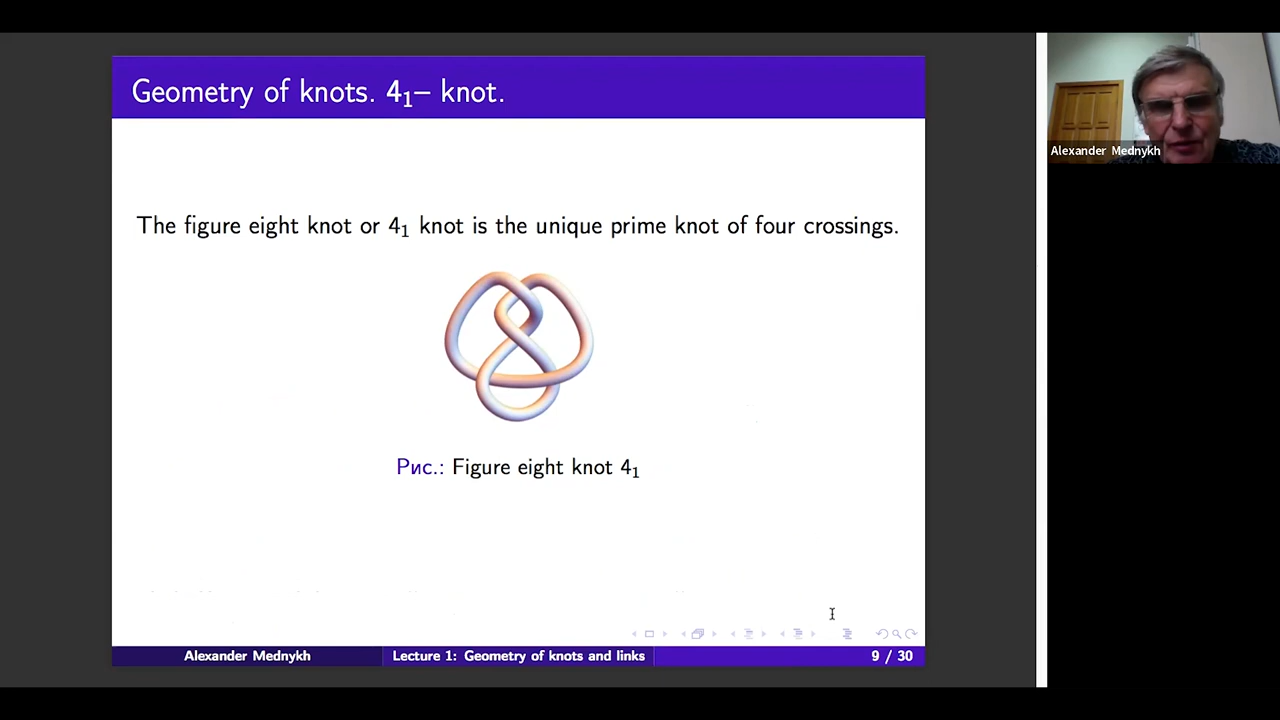 Geometry of knots. 4₁– knot.
Alexander Mednykh
The figure eight knot or 4₁ knot is the unique prime knot of four crossings.
Рис.: Figure eight knot 4₁
Alexander Mednykh
Lecture 1: Geometry of knots and links
9 / 30